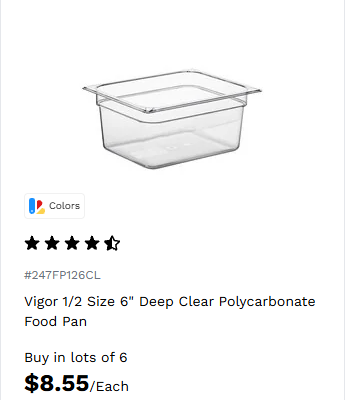 Colors
#247FP126CL
Vigor 1/2 Size 6" Deep Clear Polycarbonate
Food Pan
Buy in lots of 6
$8.55/Each